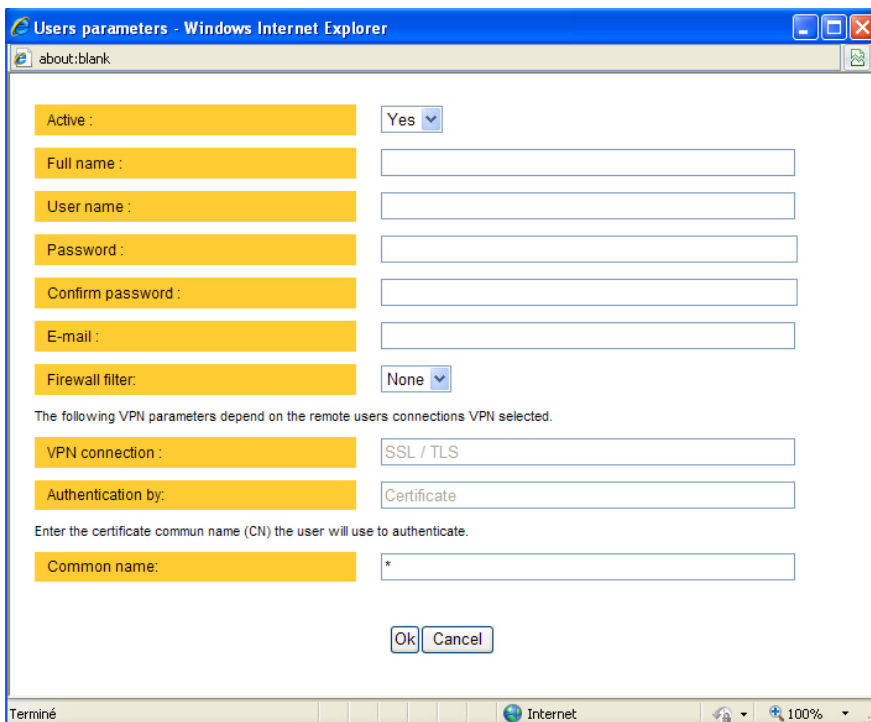 Users parameters - Windows Internet Explorer
about:blank
Active : Yes
Full name :
User name :
Password :
Confirm password :
E-mail :
Firewall filter: None
The following VPN parameters depend on the remote users connections VPN selected.
VPN connection : SSL / TLS
Authentication by: Certificate
Enter the certificate commun name (CN) the user will use to authenticate.
Common name: *
Ok Cancel
Terminé Internet 100%